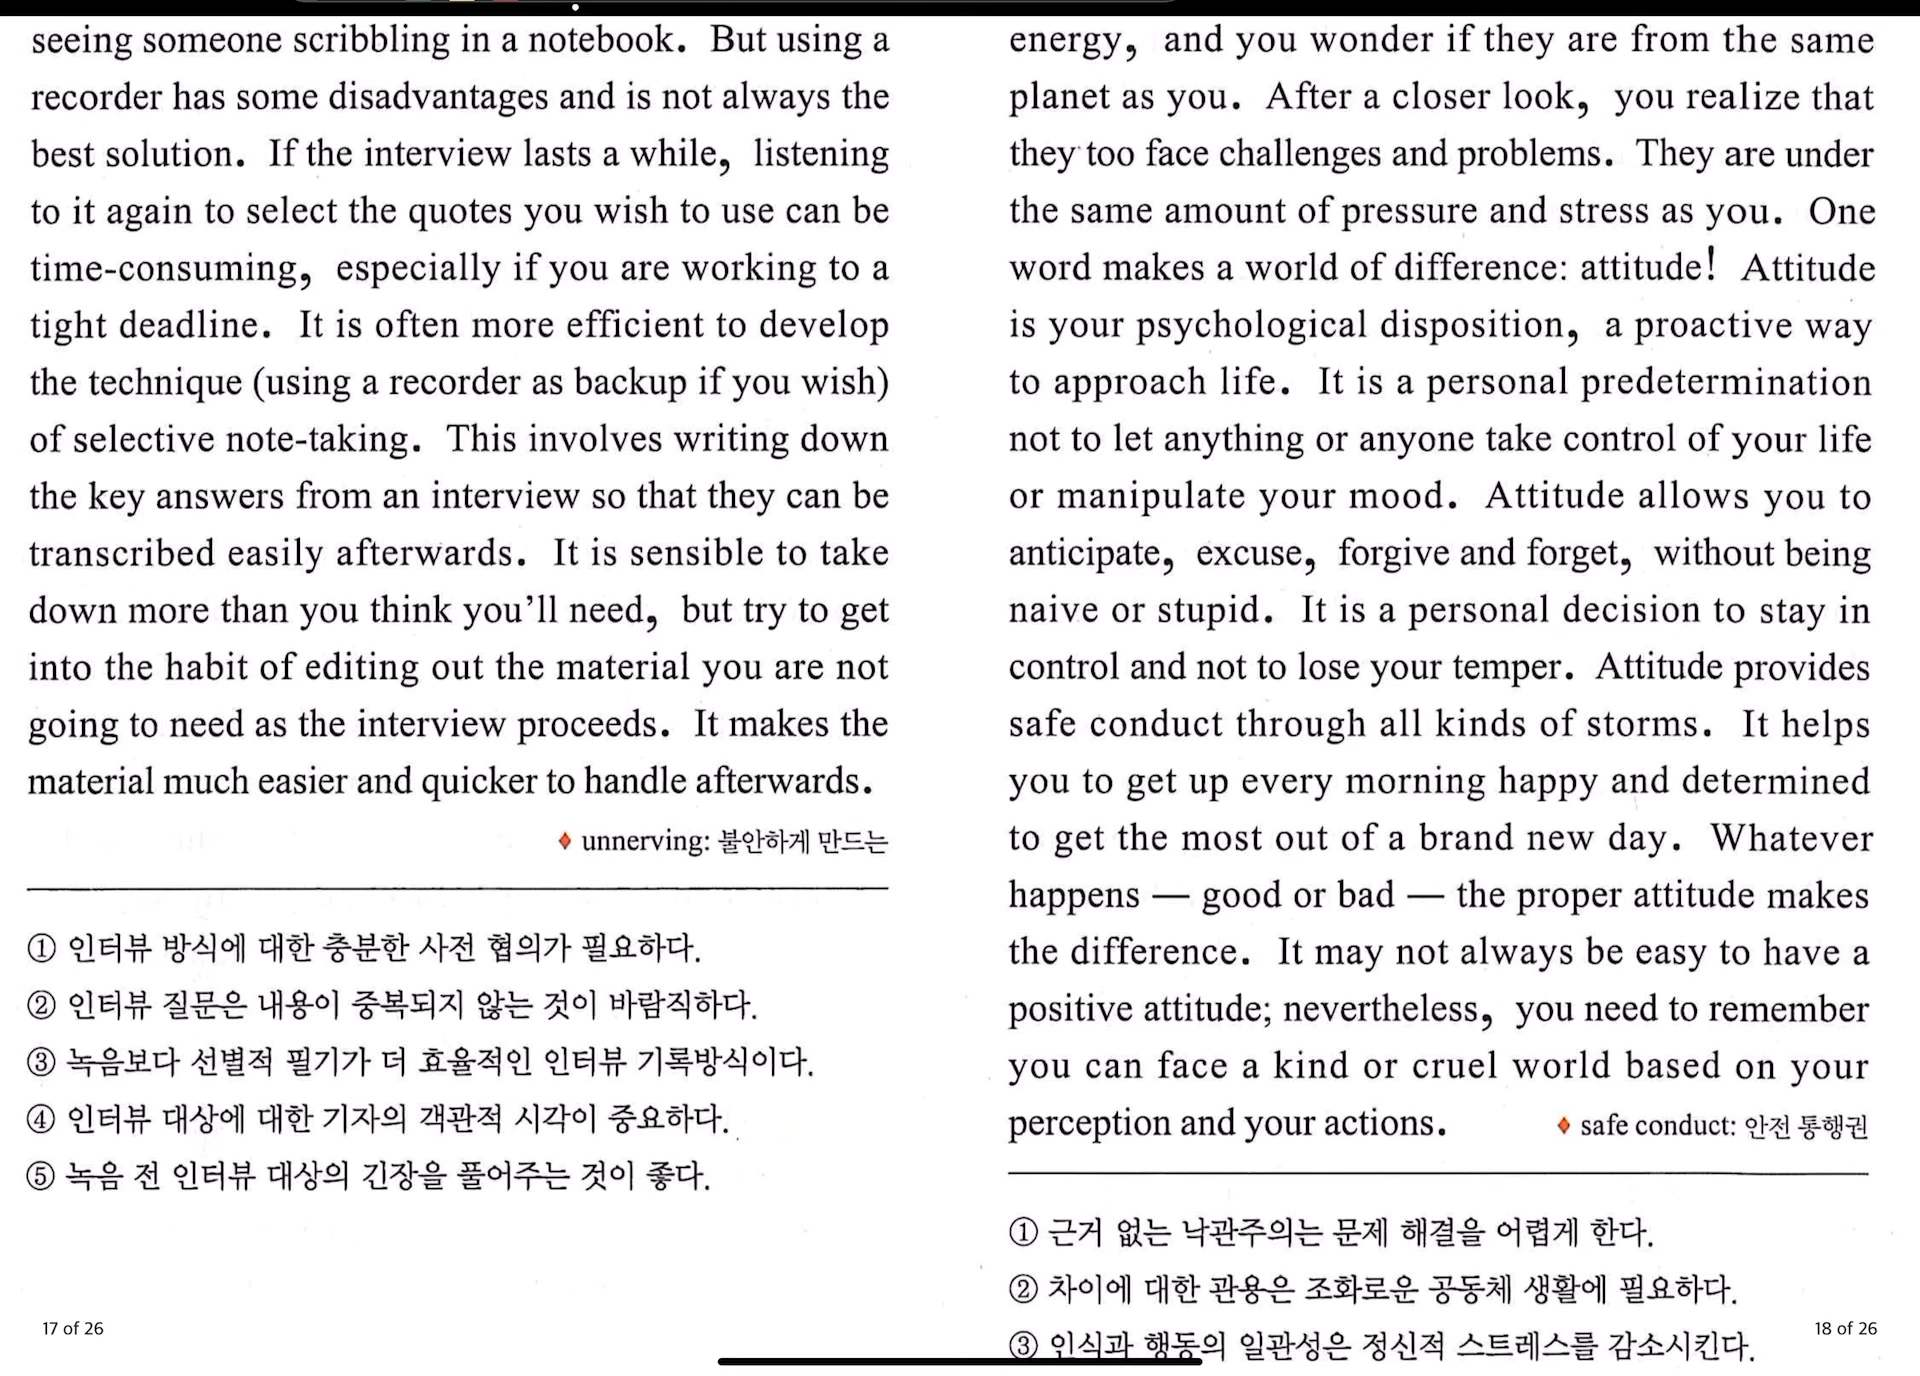 seeing someone scribbling in a notebook. But using a
recorder has some disadvantages and is not always the
best solution. If the interview lasts a while, listening
to it again to select the quotes you wish to use can be
time-consuming, especially if you are working to a
tight deadline. It is often more efficient to develop
the technique (using a recorder as backup if you wish)
of selective note-taking. This involves writing down
the key answers from an interview so that they can be
transcribed easily afterwards. It is sensible to take
down more than you think you'll need, but try to get
into the habit of editing out the material you are not
going to need as the interview proceeds. It makes the
material much easier and quicker to handle afterwards.
♦ unnerving: 불안하게 만드는
① 인터뷰 방식에 대한 충분한 사전 협의가 필요하다.
② 인터뷰 질문은 내용이 중복되지 않는 것이 바람직하다.
③ 녹음보다 선별적 필기가 더 효율적인 인터뷰 기록방식이다.
④ 인터뷰 대상에 대한 기자의 객관적 시각이 중요하다.
⑤ 녹음 전 인터뷰 대상의 긴장을 풀어주는 것이 좋다.
17 of 26
energy, and you wonder if they are from the same
planet as you. After a closer look, you realize that
they too face challenges and problems. They are under
the same amount of pressure and stress as you. One
word makes a world of difference: attitude! Attitude
is your psychological disposition, a proactive way
to approach life. It is a personal predetermination
not to let anything or anyone take control of your life
or manipulate your mood. Attitude allows you to
anticipate, excuse, forgive and forget, without being
naive or stupid. It is a personal decision to stay in
control and not to lose your temper. Attitude provides
safe conduct through all kinds of storms. It helps
you to get up every morning happy and determined
to get the most out of a brand new day. Whatever
happens — good or bad — the proper attitude makes
the difference. It may not always be easy to have a
positive attitude; nevertheless, you need to remember
you can face a kind or cruel world based on your
perception and your actions. ♦ safe conduct: 안전 통행권
① 근거 없는 낙관주의는 문제 해결을 어렵게 한다.
② 차이에 대한 관용은 조화로운 공동체 생활에 필요하다.
③ 인식과 행동의 일관성은 정신적 스트레스를 감소시킨다.
18 of 26